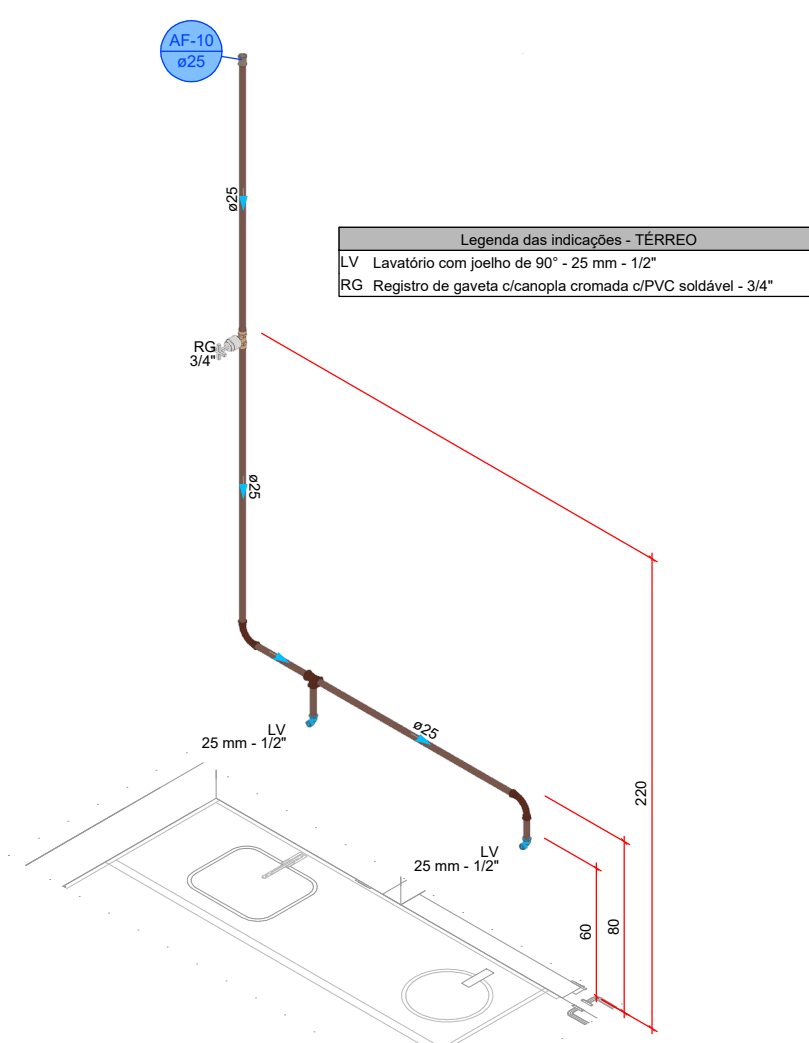 AF-10
ø25
ø25
Legenda das indicações - TÉRREO
LV Lavatório com joelho de 90° - 25 mm - 1/2"
RG Registro de gaveta c/canopla cromada c/PVC soldável - 3/4"
RG
3/4"
ø25
LV
25 mm - 1/2"
ø25
LV
25 mm - 1/2"
220
80
60